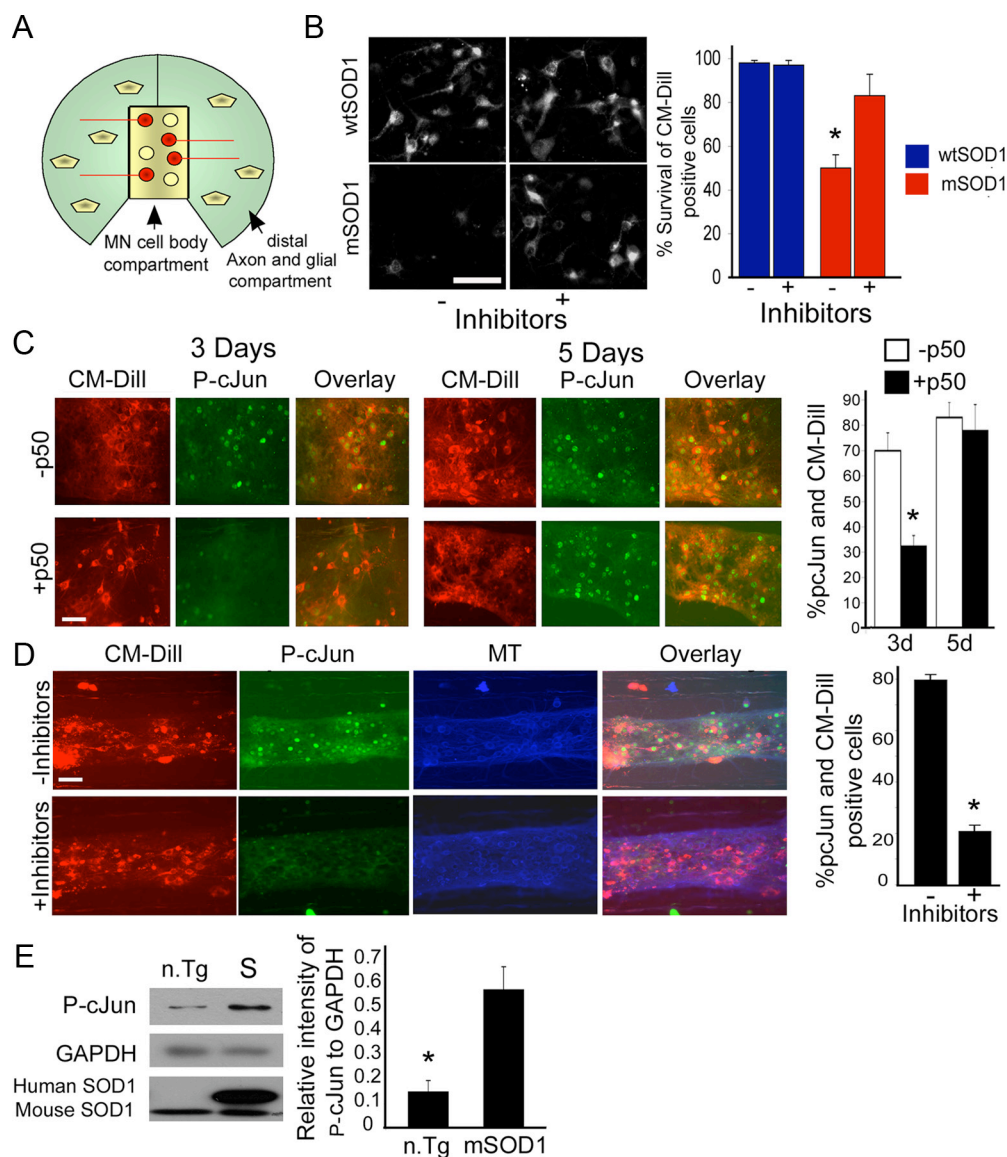 A
MN cell body
compartment
distal
Axon and glial
compartment
B
wtSOD1
mSOD1
- +
Inhibitors
% Survival of CM-Dill
positive cells
100
80
60
40
20
0
- + - +
Inhibitors
wtSOD1
mSOD1
C
3 Days
5 Days
CM-Dill P-cJun Overlay CM-Dill P-cJun Overlay
-p50
+p50
-p50
+p50
%pcJun and CM-Dill
90
80
70
60
50
40
30
20
10
0
3d 5d
*
D
CM-Dill P-cJun MT Overlay
-Inhibitors
+Inhibitors
%pcJun and CM-Dill
positive cells
80
60
40
20
0
*
- +
Inhibitors
E
n.Tg S
P-cJun
GAPDH
Human SOD1
Mouse SOD1
Relative intensity of
P-cJun to GAPDH
0.7
0.6
0.5
0.4
0.3
0.2
0.1
0
*
n.Tg mSOD1